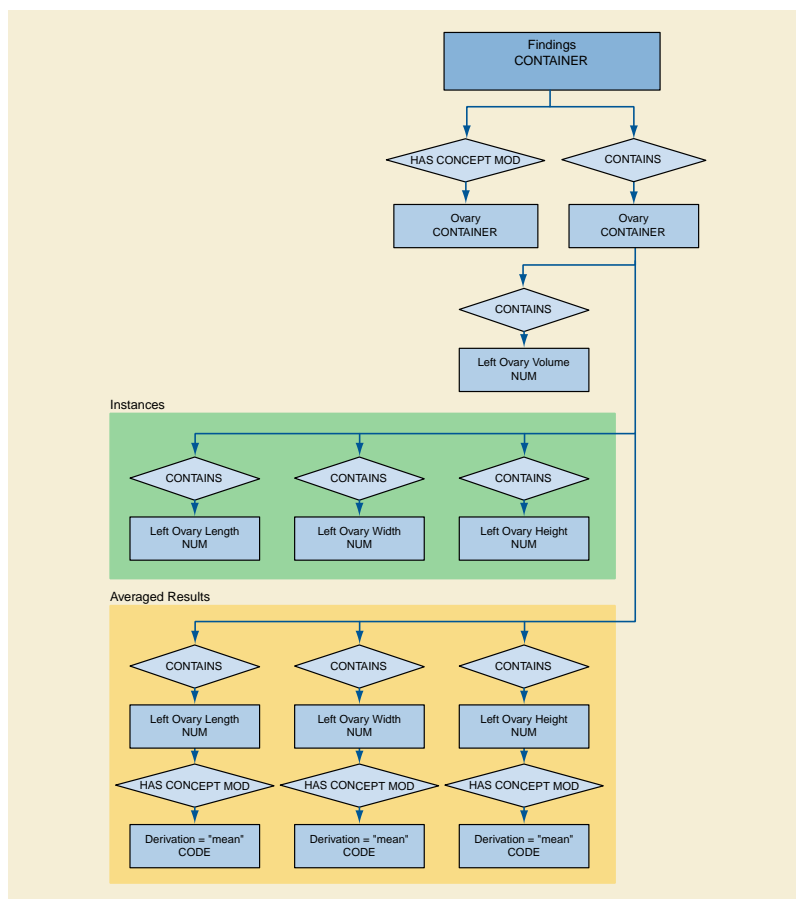 Findings
CONTAINER
HAS CONCEPT MOD
CONTAINS
Ovary
CONTAINER
Ovary
CONTAINER
CONTAINS
Left Ovary Volume
NUM
Instances
CONTAINS
CONTAINS
CONTAINS
Left Ovary Length
NUM
Left Ovary Width
NUM
Left Ovary Height
NUM
Averaged Results
CONTAINS
CONTAINS
CONTAINS
Left Ovary Length
NUM
Left Ovary Width
NUM
Left Ovary Height
NUM
HAS CONCEPT MOD
HAS CONCEPT MOD
HAS CONCEPT MOD
Derivation = "mean"
CODE
Derivation = "mean"
CODE
Derivation = "mean"
CODE